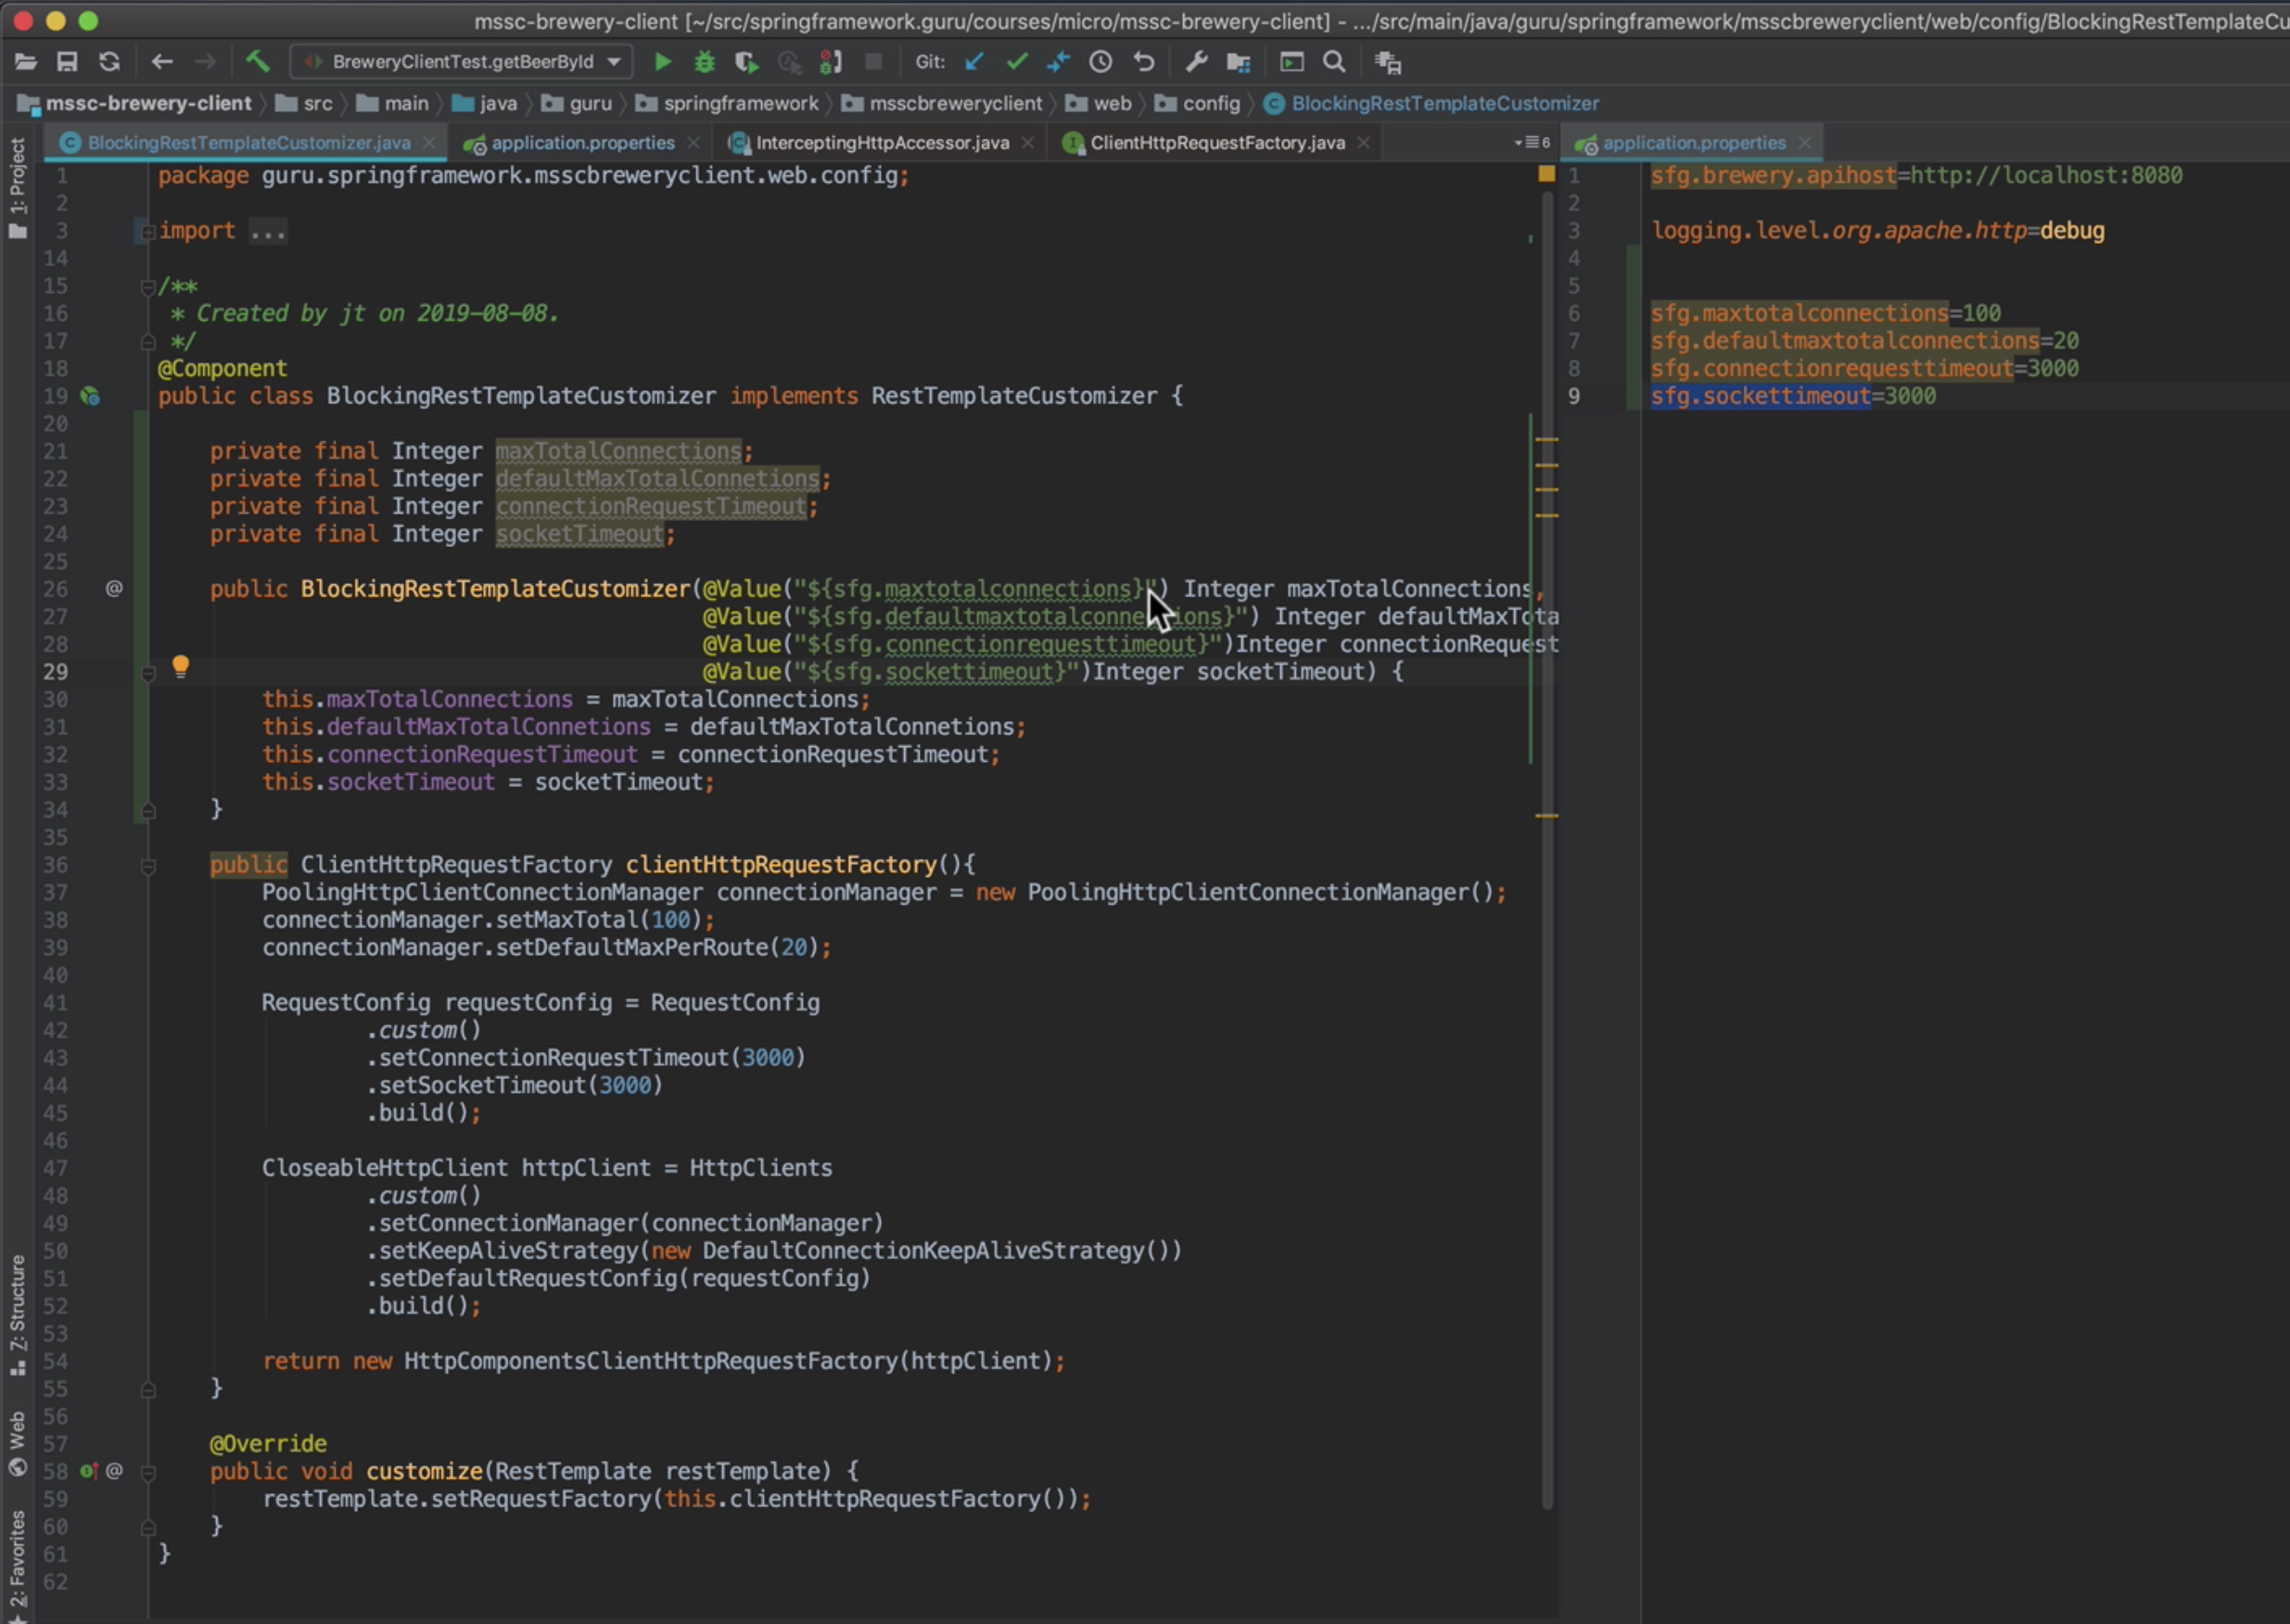 mssc-brewery-client [~/src/springframework.guru/courses/micro/mssc-brewery-client] - .../src/main/java/guru/springframework/msscbreweryclient/web/config/BlockingRestTemplateCu
BreweryClientTest.getBeerById Git:
mssc-brewery-client src main java guru springframework msscbreweryclient web config BlockingRestTemplateCustomizer
BlockingRestTemplateCustomizer.java application.properties InterceptingHttpAccessor.java ClientHttpRequestFactory.java 6
1: Project
7: Structure
Web
2: Favorites
1 package guru.springframework.msscbreweryclient.web.config;
2
3 import ...
14
15 /**
16 * Created by jt on 2019-08-08.
17 */
18 @Component
19 public class BlockingRestTemplateCustomizer implements RestTemplateCustomizer {
20
21 private final Integer maxTotalConnections;
22 private final Integer defaultMaxTotalConnetions;
23 private final Integer connectionRequestTimeout;
24 private final Integer socketTimeout;
25
26 @ public BlockingRestTemplateCustomizer(@Value("${sfg.maxtotalconnections}") Integer maxTotalConnections,
27 @Value("${sfg.defaultmaxtotalconnections}") Integer defaultMaxTota
28 @Value("${sfg.connectionrequesttimeout}")Integer connectionRequest
29 @Value("${sfg.sockettimeout}")Integer socketTimeout) {
30 this.maxTotalConnections = maxTotalConnections;
31 this.defaultMaxTotalConnetions = defaultMaxTotalConnetions;
32 this.connectionRequestTimeout = connectionRequestTimeout;
33 this.socketTimeout = socketTimeout;
34 }
35
36 public ClientHttpRequestFactory clientHttpRequestFactory(){
37 PoolingHttpClientConnectionManager connectionManager = new PoolingHttpClientConnectionManager();
38 connectionManager.setMaxTotal(100);
39 connectionManager.setDefaultMaxPerRoute(20);
40
41 RequestConfig requestConfig = RequestConfig
42 .custom()
43 .setConnectionRequestTimeout(3000)
44 .setSocketTimeout(3000)
45 .build();
46
47 CloseableHttpClient httpClient = HttpClients
48 .custom()
49 .setConnectionManager(connectionManager)
50 .setKeepAliveStrategy(new DefaultConnectionKeepAliveStrategy())
51 .setDefaultRequestConfig(requestConfig)
52 .build();
53
54 return new HttpComponentsClientHttpRequestFactory(httpClient);
55 }
56
57 @Override
58 @ public void customize(RestTemplate restTemplate) {
59 restTemplate.setRequestFactory(this.clientHttpRequestFactory());
60 }
61 }
62
application.properties
1 sfg.brewery.apihost=http://localhost:8080
2
3 logging.level.org.apache.http=debug
4
5
6 sfg.maxtotalconnections=100
7 sfg.defaultmaxtotalconnections=20
8 sfg.connectionrequesttimeout=3000
9 sfg.sockettimeout=3000